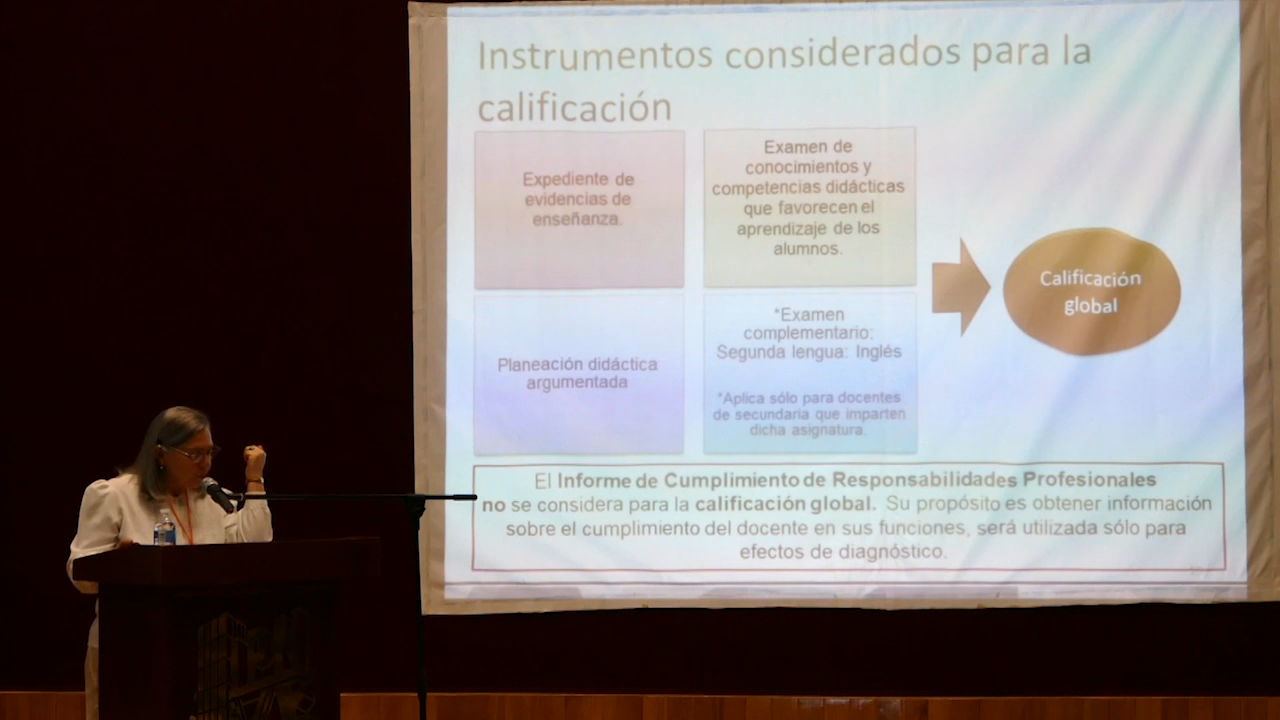 Instrumentos considerados para la
calificación
Expediente de
evidencias de
enseñanza.
Examen de
conocimientos y
competencias didácticas
que favorecen el
aprendizaje de los
alumnos.
Planeación didáctica
argumentada
*Examen
complementario:
Segunda lengua: Inglés
*Aplica sólo para docentes
de secundaria que imparten
dicha asignatura.
Calificación
global
El Informe de Cumplimiento de Responsabilidades Profesionales
no se considera para la calificación global. Su propósito es obtener información
sobre el cumplimiento del docente en sus funciones, será utilizada sólo para
efectos de diagnóstico.